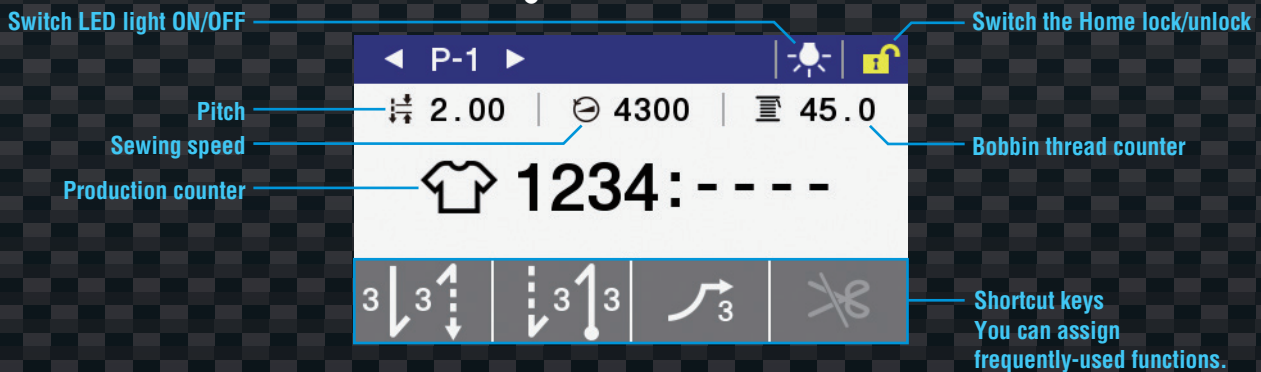 Switch LED light ON/OFF
Switch the Home lock/unlock
P-1
Pitch
2.00
4300
45.0
Sewing speed
Bobbin thread counter
Production counter
1234:----
3 3
3 3
3
Shortcut keys
You can assign
frequently-used functions.